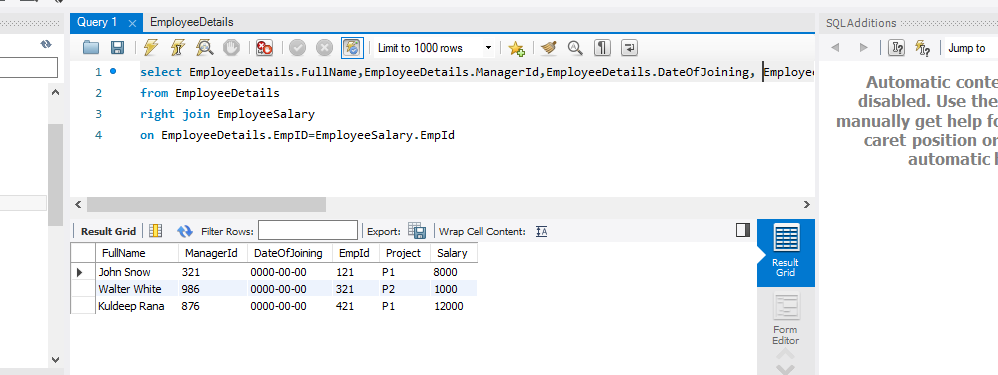 Query 1 EmployeeDetails
SQLAdditions
Limit to 1000 rows
Jump to
1 select EmployeeDetails.FullName,EmployeeDetails.ManagerId,EmployeeDetails.DateOfJoining, Employee
2 from EmployeeDetails
3 right join EmployeeSalary
4 on EmployeeDetails.EmpID=EmployeeSalary.EmpId
Automatic conte
disabled. Use the
manually get help fo
caret position or
automatic l
Result Grid Filter Rows: Export: Wrap Cell Content:
FullName ManagerId DateOfJoining EmpId Project Salary
John Snow 321 0000-00-00 121 P1 8000
Walter White 986 0000-00-00 321 P2 1000
Kuldeep Rana 876 0000-00-00 421 P1 12000
Result
Grid
Form
Editor